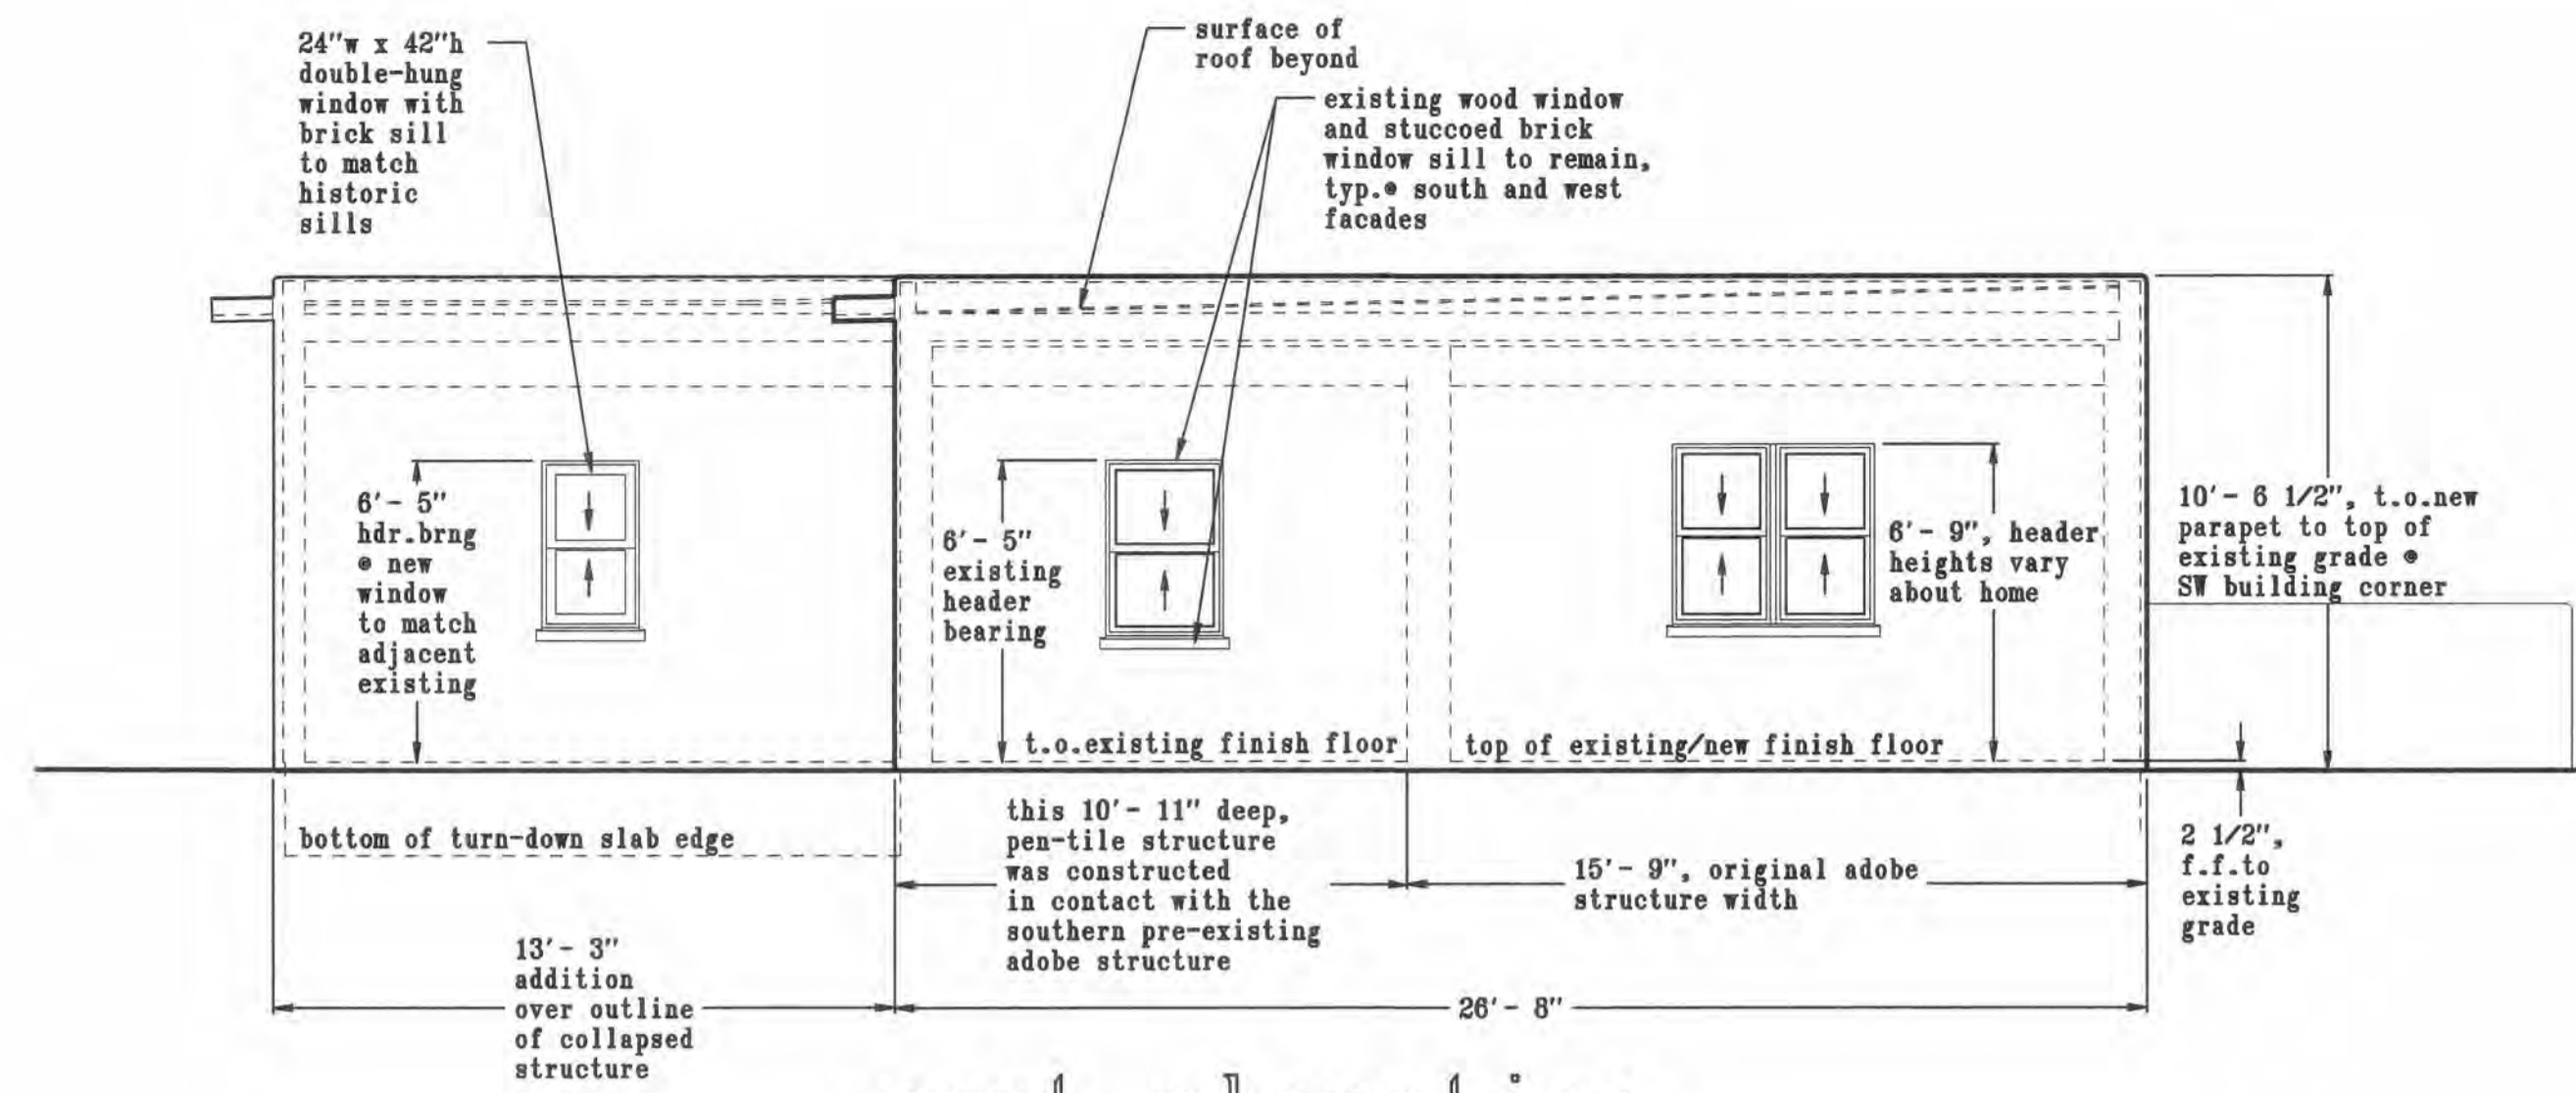 24"w x 42"h
double-hung
window with
brick sill
to match
historic
sills
surface of
roof beyond
existing wood window
and stuccoed brick
window sill to remain,
typ.@ south and west
facades
6'- 5"
hdr.brng
@ new
window
to match
adjacent
existing
6'- 5"
existing
header
bearing
6'- 9", header
heights vary
about home
10'- 6 1/2", t.o.new
parapet to top of
existing grade @
SW building corner
t.o.existing finish floor
top of existing/new finish floor
bottom of turn-down slab edge
this 10'- 11" deep,
pen-tile structure
was constructed
in contact with the
southern pre-existing
adobe structure
15'- 9", original adobe
structure width
2 1/2",
f.f.to
existing
grade
13'- 3"
addition
over outline
of collapsed
structure
26'- 8"